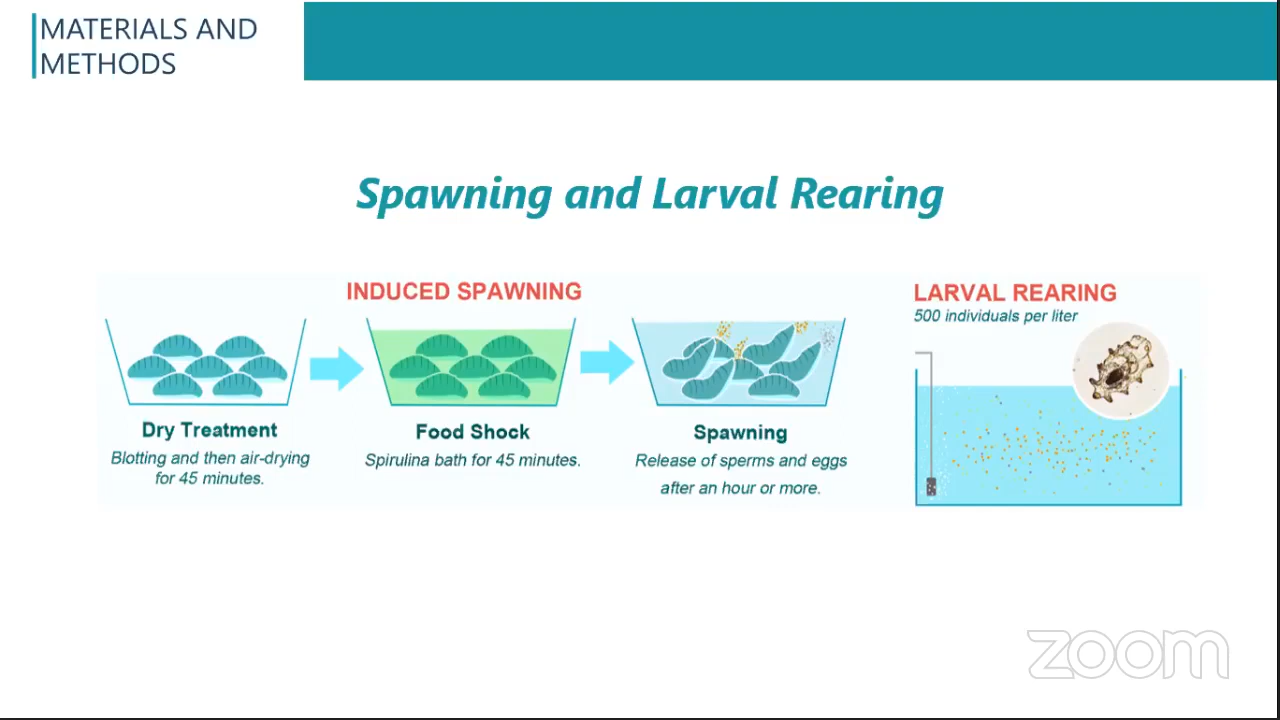 MATERIALS AND
METHODS
Spawning and Larval Rearing
INDUCED SPAWNING
Dry Treatment
Blotting and then air-drying
for 45 minutes.
Food Shock
Spirulina bath for 45 minutes.
Spawning
Release of sperms and eggs
after an hour or more.
LARVAL REARING
500 individuals per liter
zoom